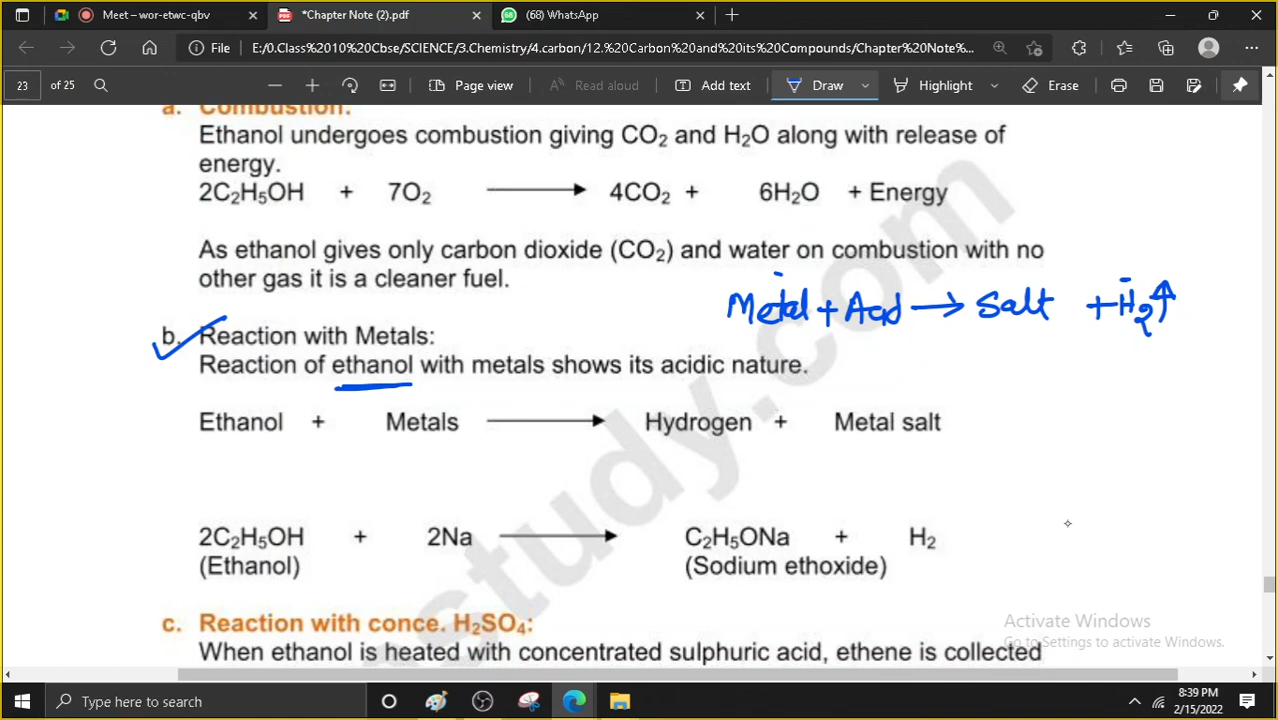 Meet – wor-etwc-qbv
*Chapter Note (2).pdf
(68) WhatsApp
File
E:/0.Class%2010%20Cbse/SCIENCE/3.Chemistry/4.carbon/12.%20Carbon%20and%20its%20Compounds/Chapter%20Note%...
23 of 25
Page view
Read aloud
Add text
Draw
Highlight
Erase
a. Combustion:
Ethanol undergoes combustion giving CO₂ and H₂O along with release of
energy.
2C₂H₅OH + 7O₂ ⟶ 4CO₂ + 6H₂O + Energy
As ethanol gives only carbon dioxide (CO₂) and water on combustion with no
other gas it is a cleaner fuel.
Metal + Acid → Salt + H₂↑
b. Reaction with Metals:
Reaction of ethanol with metals shows its acidic nature.
Ethanol + Metals ⟶ Hydrogen + Metal salt
2C₂H₅OH + 2Na ⟶ C₂H₅ONa + H₂
(Ethanol) (Sodium ethoxide)
c. Reaction with conce. H₂SO₄:
When ethanol is heated with concentrated sulphuric acid, ethene is collected
study.com
Activate Windows
Go to Settings to activate Windows.
Type here to search
68
8:39 PM
2/15/2022